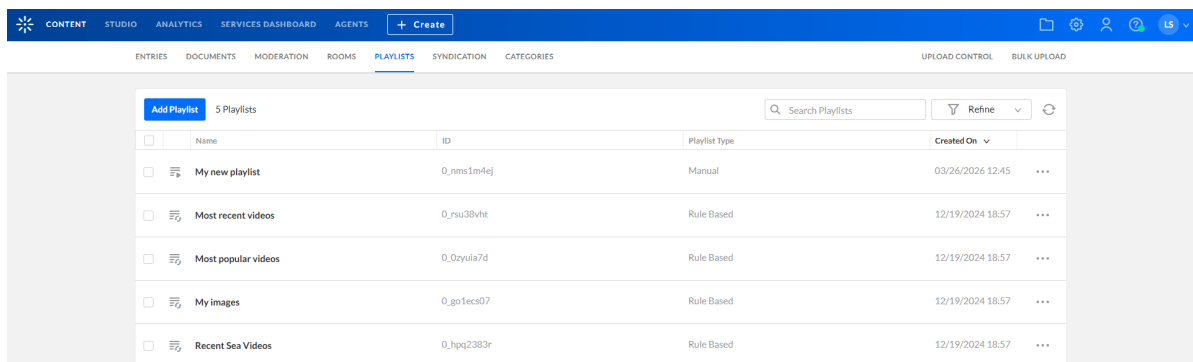 CONTENT STUDIO ANALYTICS SERVICES DASHBOARD AGENTS + Create LS
ENTRIES DOCUMENTS MODERATION ROOMS PLAYLISTS SYNDICATION CATEGORIES UPLOAD CONTROL BULK UPLOAD
Add Playlist 5 Playlists Search Playlists Refine
Name ID Playlist Type Created On
My new playlist 0_nms1m4ej Manual 03/26/2026 12:45
Most recent videos 0_rsu38vht Rule Based 12/19/2024 18:57
Most popular videos 0_0zyuia7d Rule Based 12/19/2024 18:57
My images 0_go1ecs07 Rule Based 12/19/2024 18:57
Recent Sea Videos 0_hpq2383r Rule Based 12/19/2024 18:57